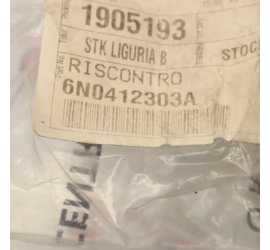 1905193
STK LIGURIA B
STOC
RISCONTRO
6N0412303A